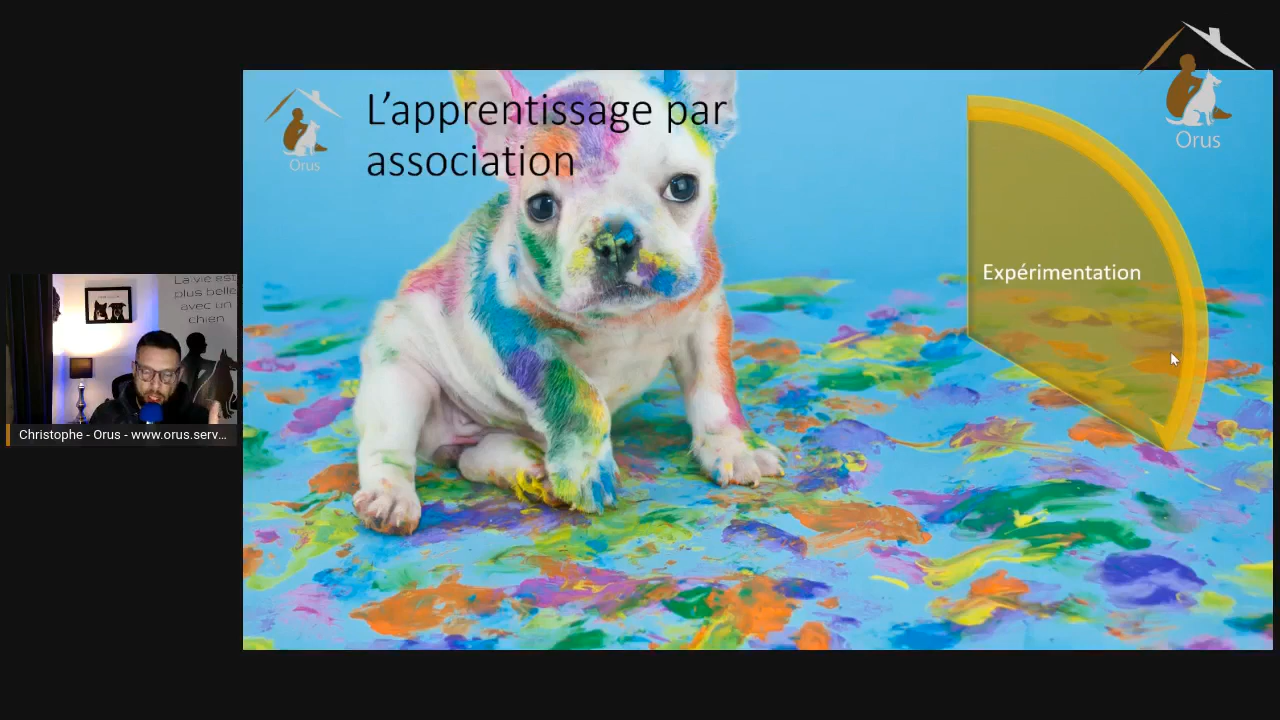 Orus
L'apprentissage par
association
Orus
Expérimentation
La vie est
plus belle
avec un
chien
Christophe - Orus - www.orus.serv...